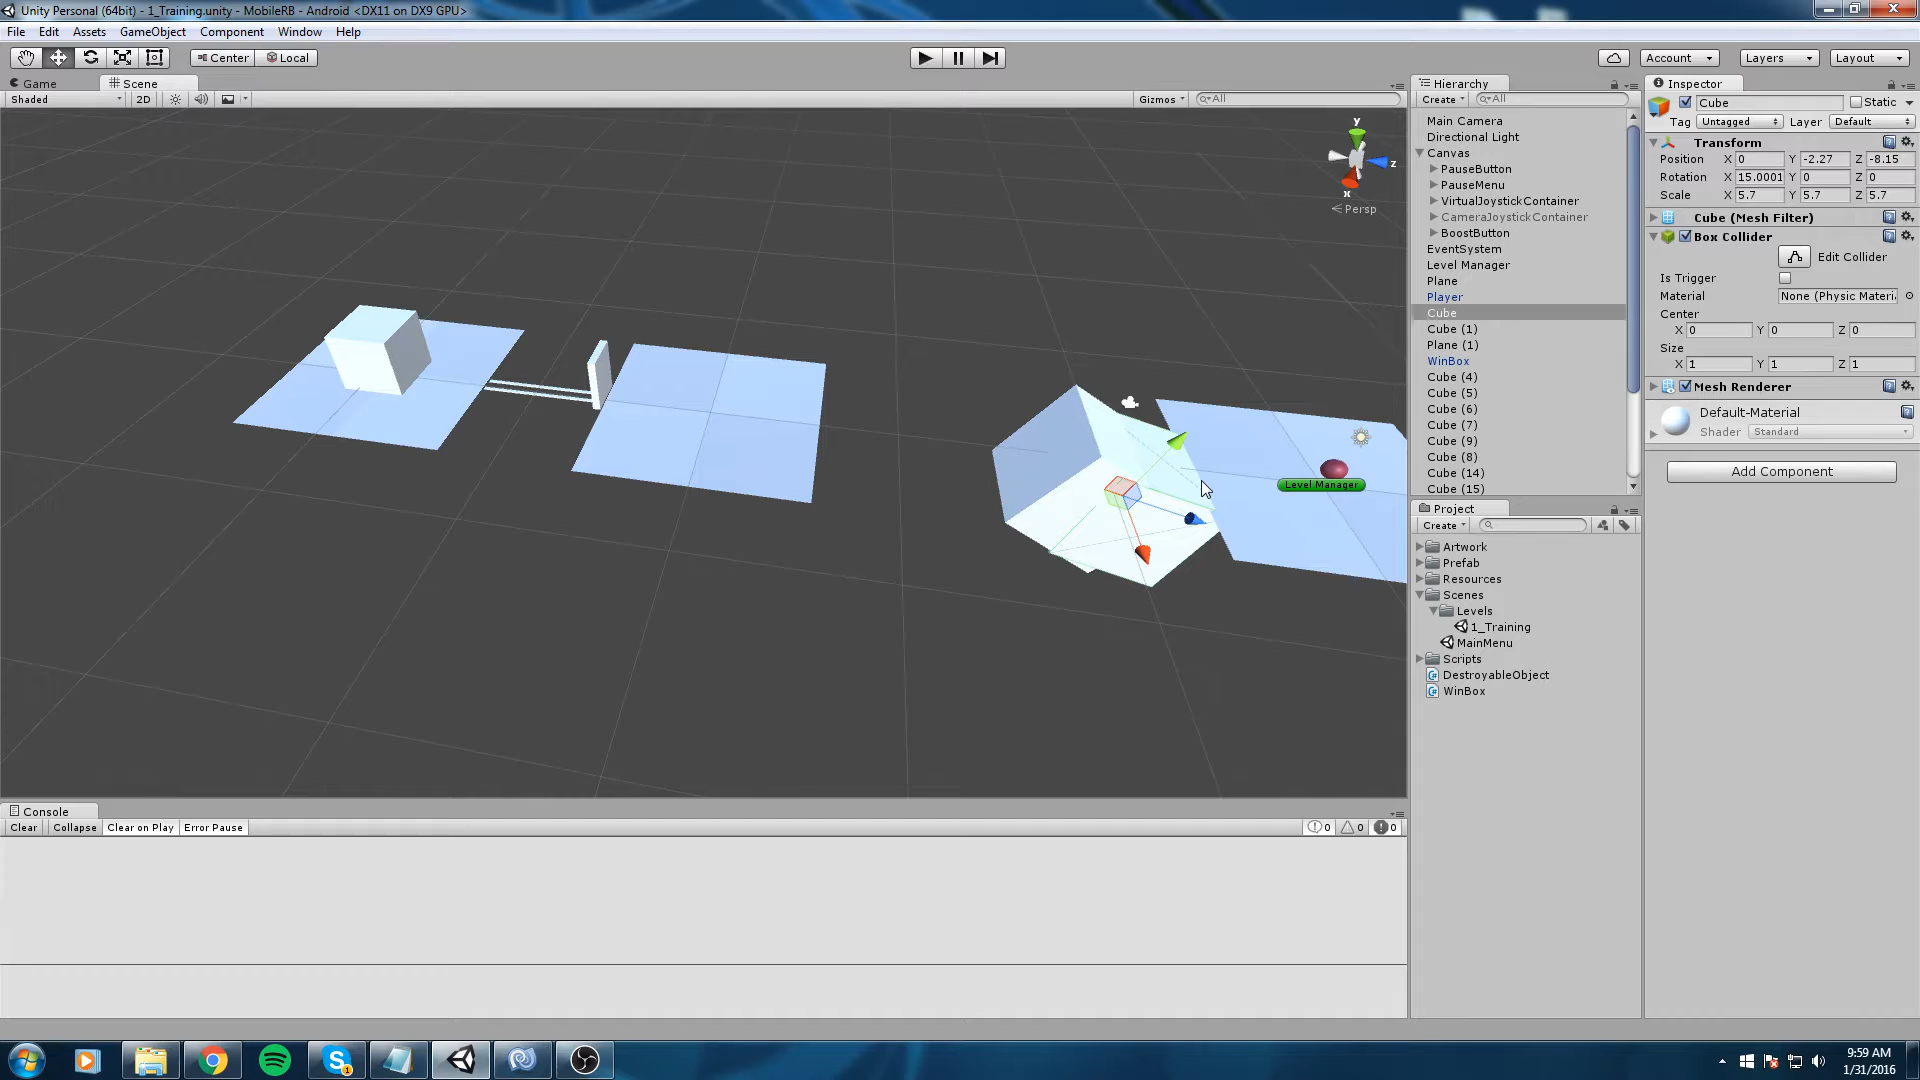 Unity Personal (64bit) - 1_Training.unity - MobileRB - Android <DX11 on DX9 GPU>
File Edit Assets GameObject Component Window Help
Center Local Account Layers Layout
Game Scene
Shaded 2D Gizmos All
y
z
x
Persp
Level Manager
Hierarchy
Create All
Main Camera
Directional Light
Canvas
PauseButton
PauseMenu
VirtualJoystickContainer
CameraJoystickContainer
BoostButton
EventSystem
Level Manager
Plane
Player
Cube
Cube (1)
Plane (1)
WinBox
Cube (4)
Cube (5)
Cube (6)
Cube (7)
Cube (9)
Cube (8)
Cube (14)
Cube (15)
Project
Create
Artwork
Prefab
Resources
Scenes
Levels
1_Training
MainMenu
Scripts
DestroyableObject
WinBox
Inspector
Cube Static
Tag Untagged Layer Default
Transform
Position X 0 Y -2.27 Z -8.15
Rotation X 15.0001 Y 0 Z 0
Scale X 5.7 Y 5.7 Z 5.7
Cube (Mesh Filter)
Box Collider
Edit Collider
Is Trigger
Material None (Physic Materi
Center
X 0 Y 0 Z 0
Size
X 1 Y 1 Z 1
Mesh Renderer
Default-Material
Shader Standard
Add Component
Console
Clear Collapse Clear on Play Error Pause 0 0 0
9:59 AM
1/31/2016